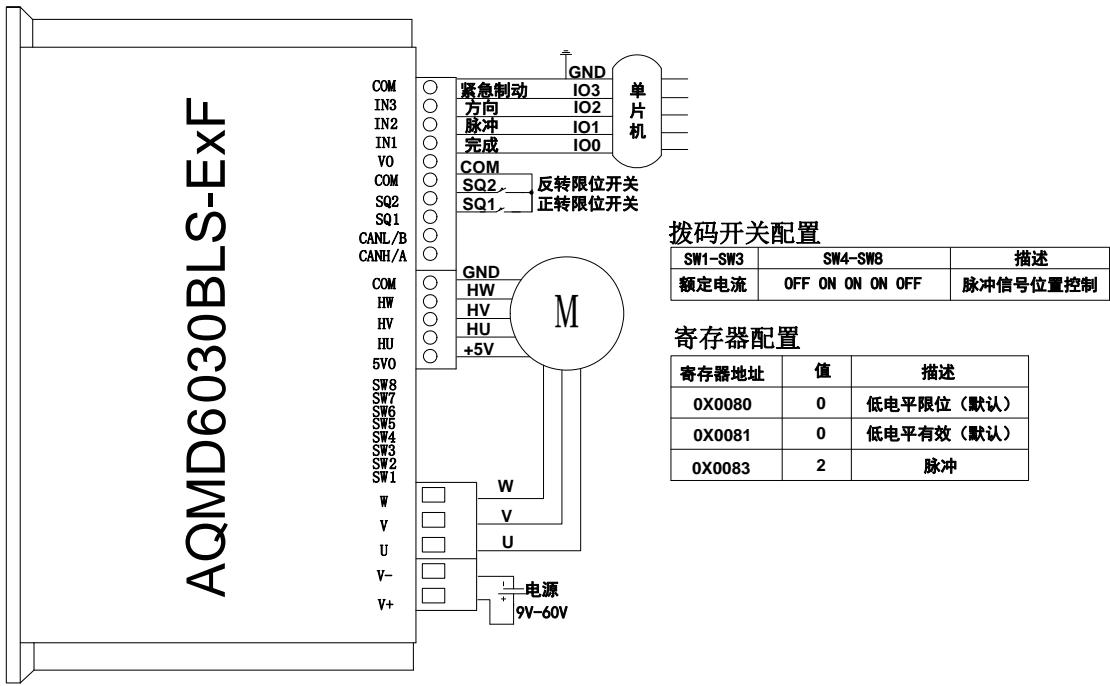 AQMD6030BLS-ExF
COM
IN3
IN2
IN1
VO
COM
SQ2
SQ1
CANL/B
CANH/A
COM
HW
HV
HU
5VO
SW8
SW7
SW6
SW5
SW4
SW3
SW2
SW1
W
V
U
V-
V+
GND
紧急制动 IO3
方向 IO2
脉冲 IO1
完成 IO0
单片机
COM
SQ2 反转限位开关
SQ1 正转限位开关
GND
HW
HV
HU
+5V
M
W
V
U
- 电源
+ 9V-60V
拨码开关配置
SW1-SW3 SW4-SW8 描述
额定电流 OFF ON ON ON OFF 脉冲信号位置控制
寄存器配置
寄存器地址 值 描述
0X0080 0 低电平限位（默认）
0X0081 0 低电平有效（默认）
0X0083 2 脉冲